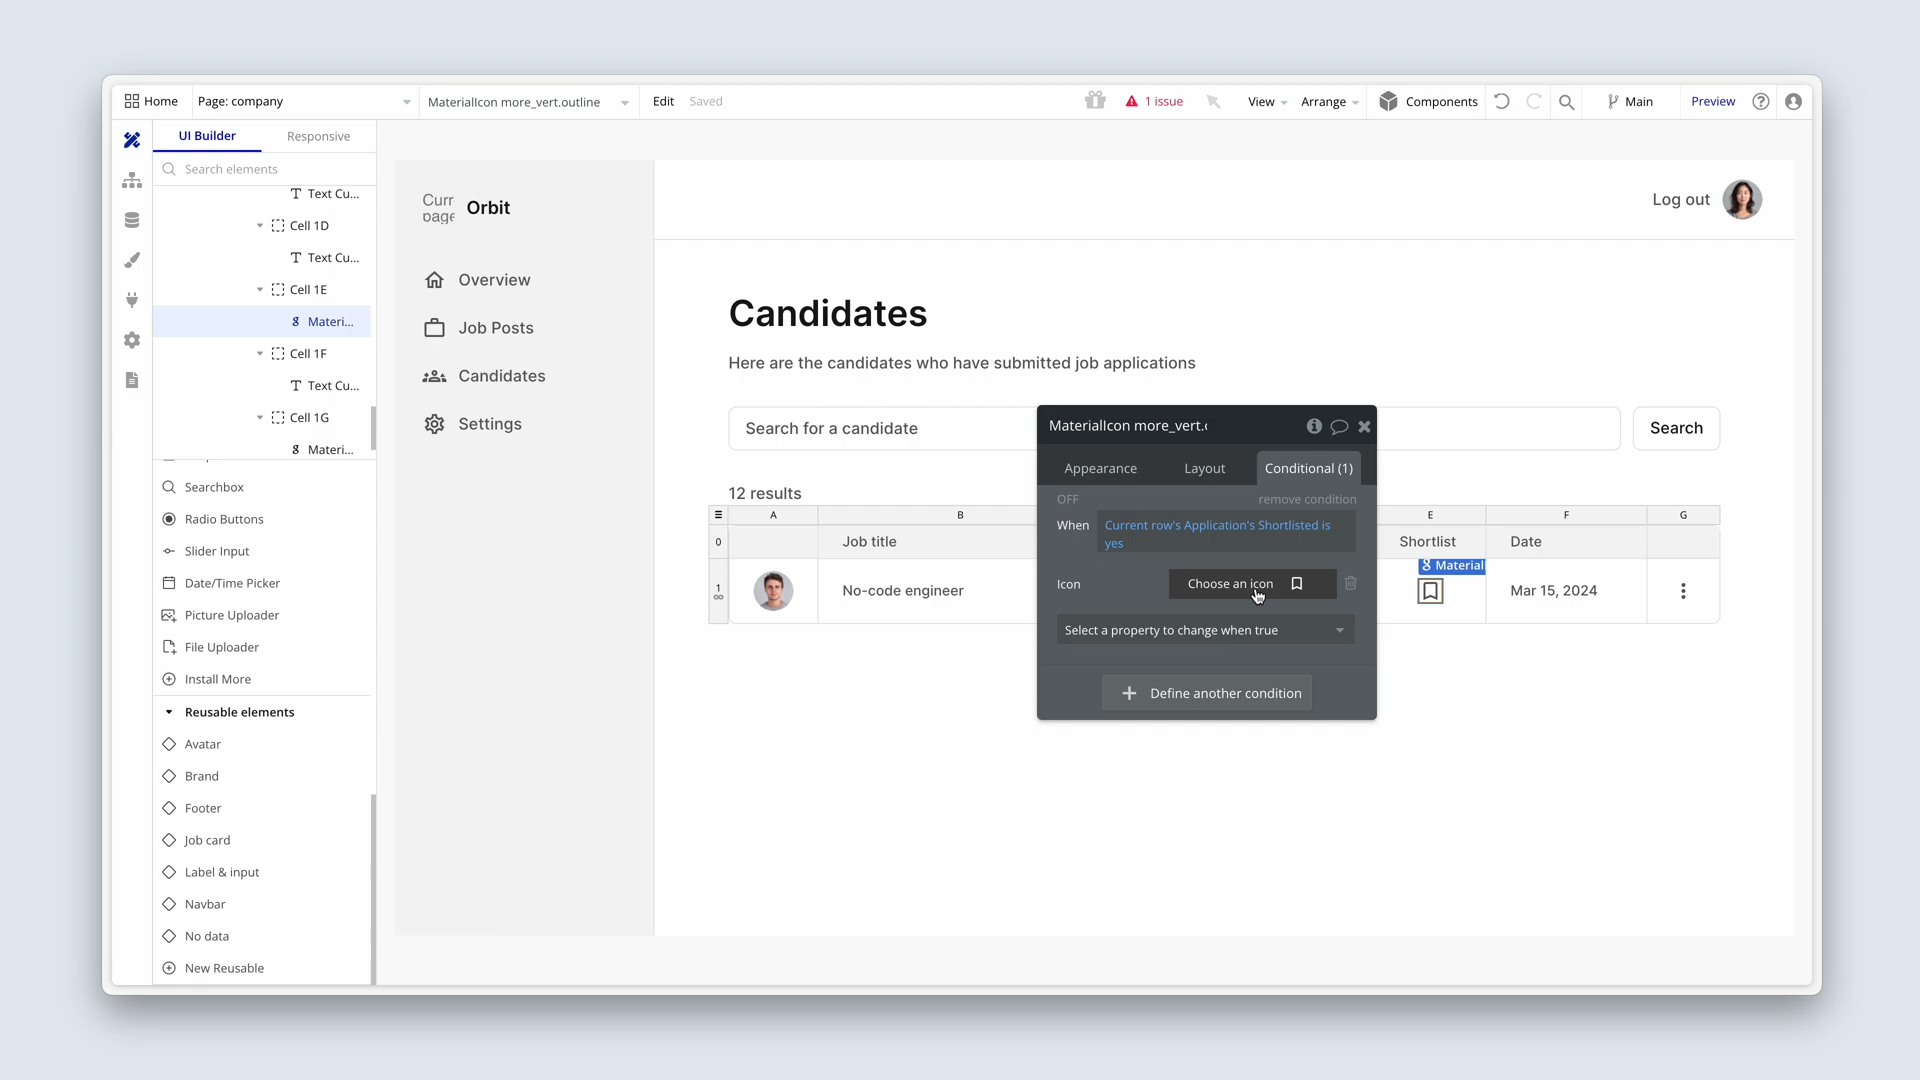 Home
Page: company
MaterialIcon more_vert.outline
Edit
Saved
1 issue
View
Arrange
Components
Main
Preview
UI Builder
Responsive
Search elements
Text Cu...
Cell 1D
Text Cu...
Cell 1E
Materi...
Cell 1F
Text Cu...
Cell 1G
Materi...
Searchbox
Radio Buttons
Slider Input
Date/Time Picker
Picture Uploader
File Uploader
Install More
Reusable elements
Avatar
Brand
Footer
Job card
Label & input
Navbar
No data
New Reusable
Curr
page
Orbit
Overview
Job Posts
Candidates
Settings
Log out
Candidates
Here are the candidates who have submitted job applications
Search for a candidate
Search
12 results
A
B
E
F
G
0
Job title
Shortlist
Date
1
No-code engineer
Material
Mar 15, 2024
MaterialIcon more_vert.
Appearance
Layout
Conditional (1)
OFF
remove condition
When
Current row's Application's Shortlisted is
yes
Icon
Choose an icon
Select a property to change when true
Define another condition